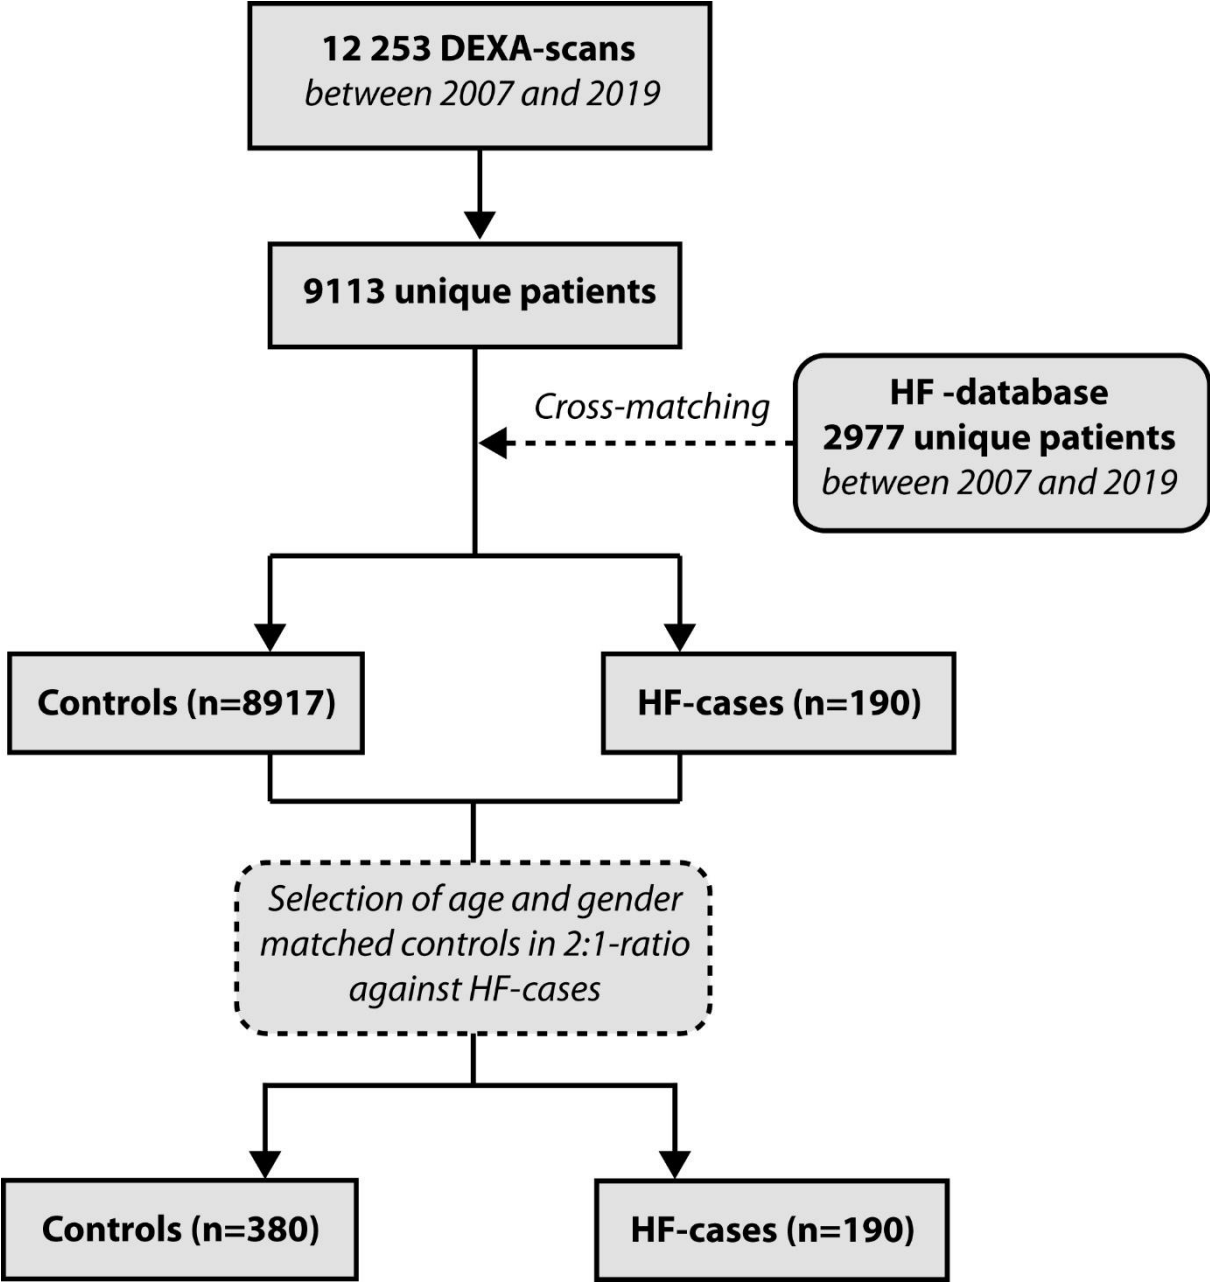 12 253 DEXA-scans
between 2007 and 2019
9113 unique patients
Cross-matching
HF -database
2977 unique patients
between 2007 and 2019
Controls (n=8917)
HF-cases (n=190)
Selection of age and gender
matched controls in 2:1-ratio
against HF-cases
Controls (n=380)
HF-cases (n=190)